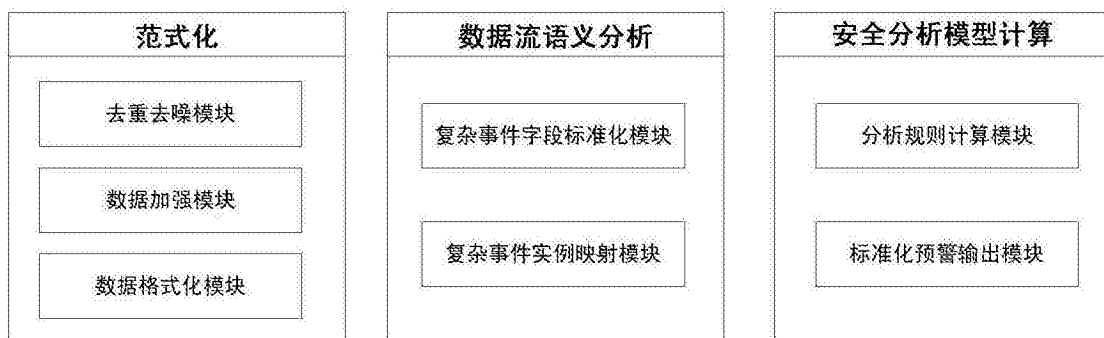 范式化
去重去噪模块
数据加强模块
数据格式化模块
数据流语义分析
复杂事件字段标准化模块
复杂事件实例映射模块
安全分析模型计算
分析规则计算模块
标准化预警输出模块